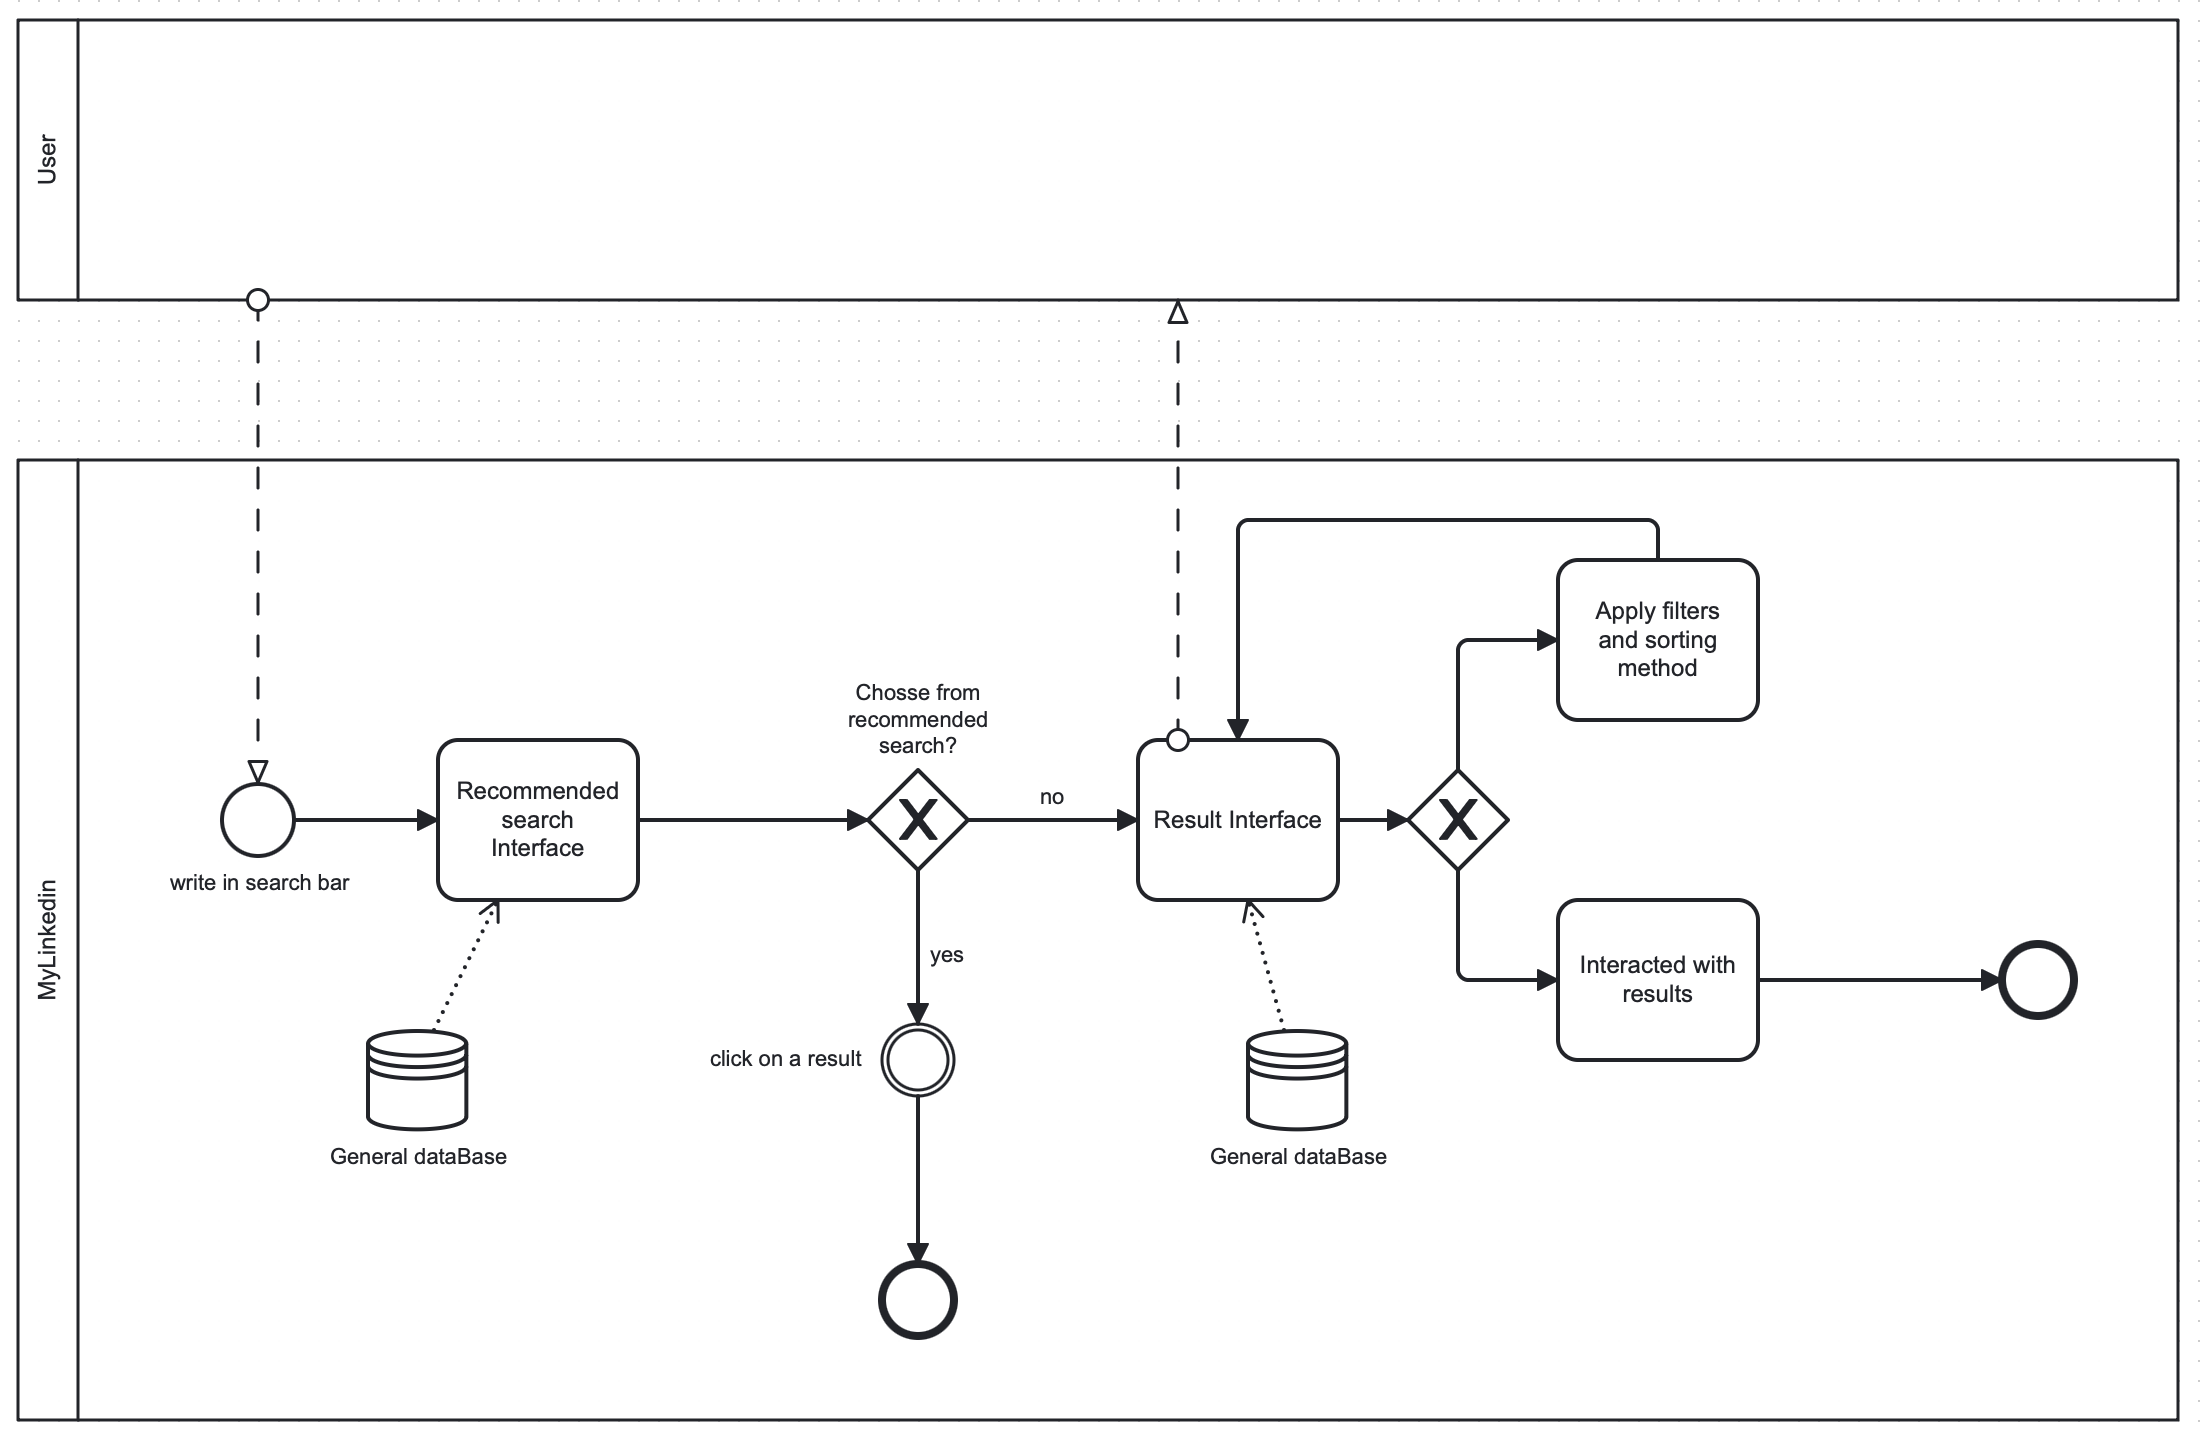 User
MyLinkedin
write in search bar
Recommended
search
Interface
General dataBase
Chosse from
recommended
search?
no
yes
click on a result
Result Interface
General dataBase
Apply filters
and sorting
method
Interacted with
results